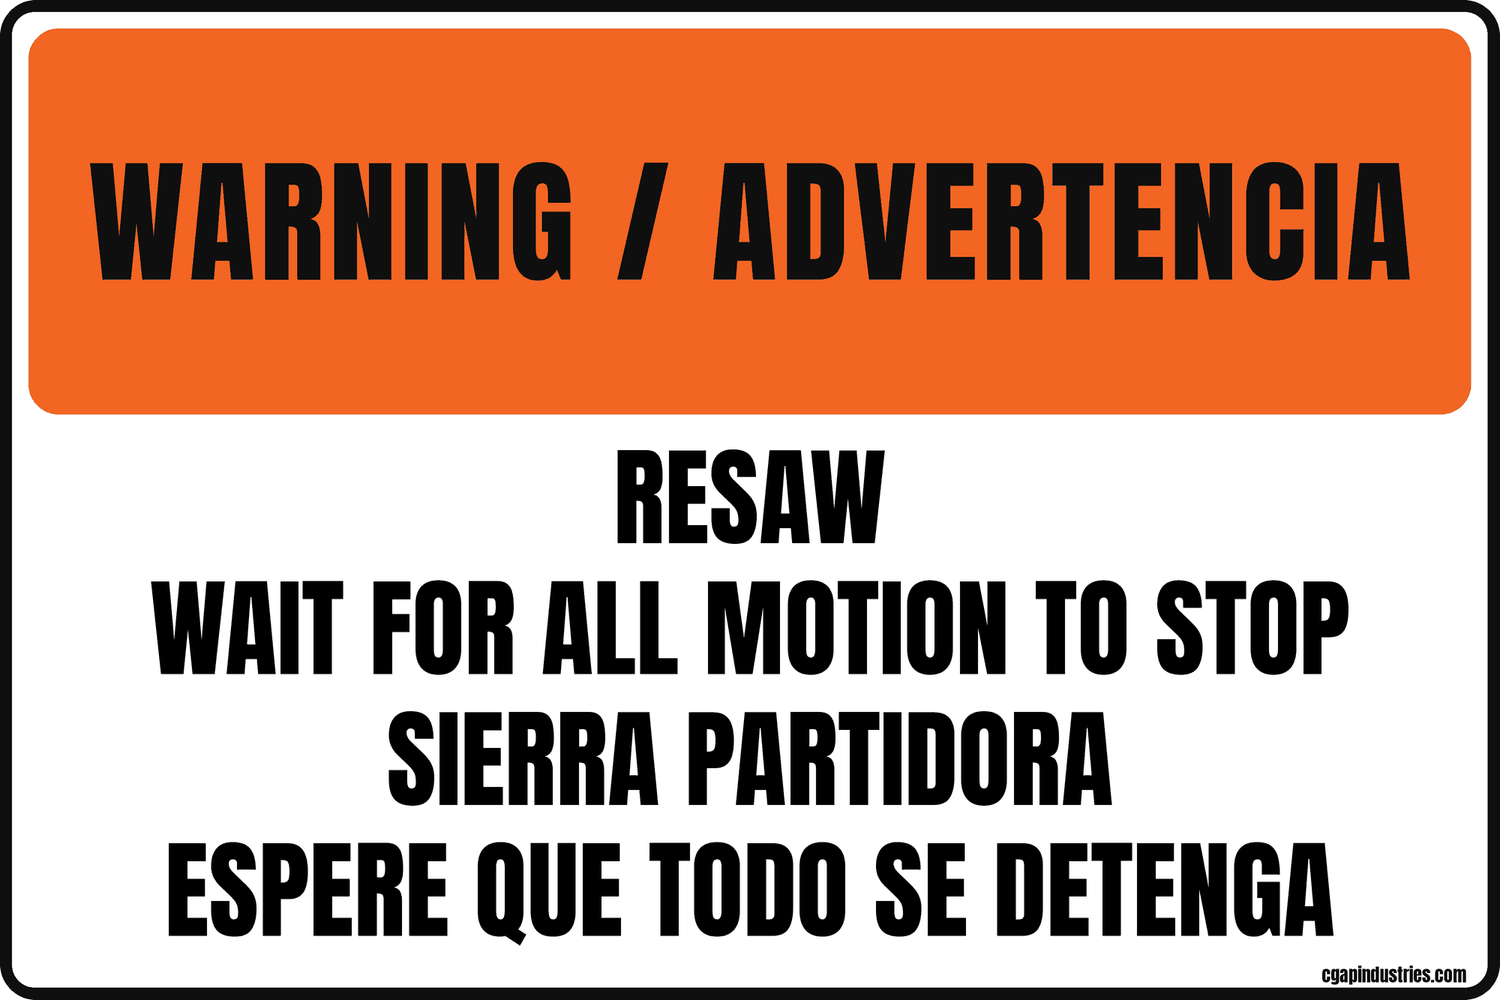 WARNING / ADVERTENCIA
RESAW
WAIT FOR ALL MOTION TO STOP
SIERRA PARTIDORA
ESPERE QUE TODO SE DETENGA
cgapindustries.com